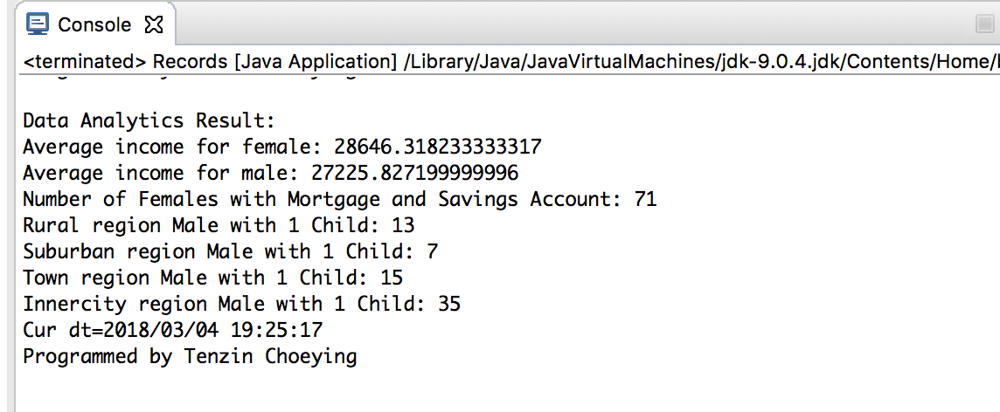 Console
<terminated> Records [Java Application] /Library/Java/JavaVirtualMachines/jdk-9.0.4.jdk/Contents/Home/
Data Analytics Result:
Average income for female: 28646.318233333317
Average income for male: 27225.827199999996
Number of Females with Mortgage and Savings Account: 71
Rural region Male with 1 Child: 13
Suburban region Male with 1 Child: 7
Town region Male with 1 Child: 15
Innercity region Male with 1 Child: 35
Cur dt=2018/03/04 19:25:17
Programmed by Tenzin Choeying